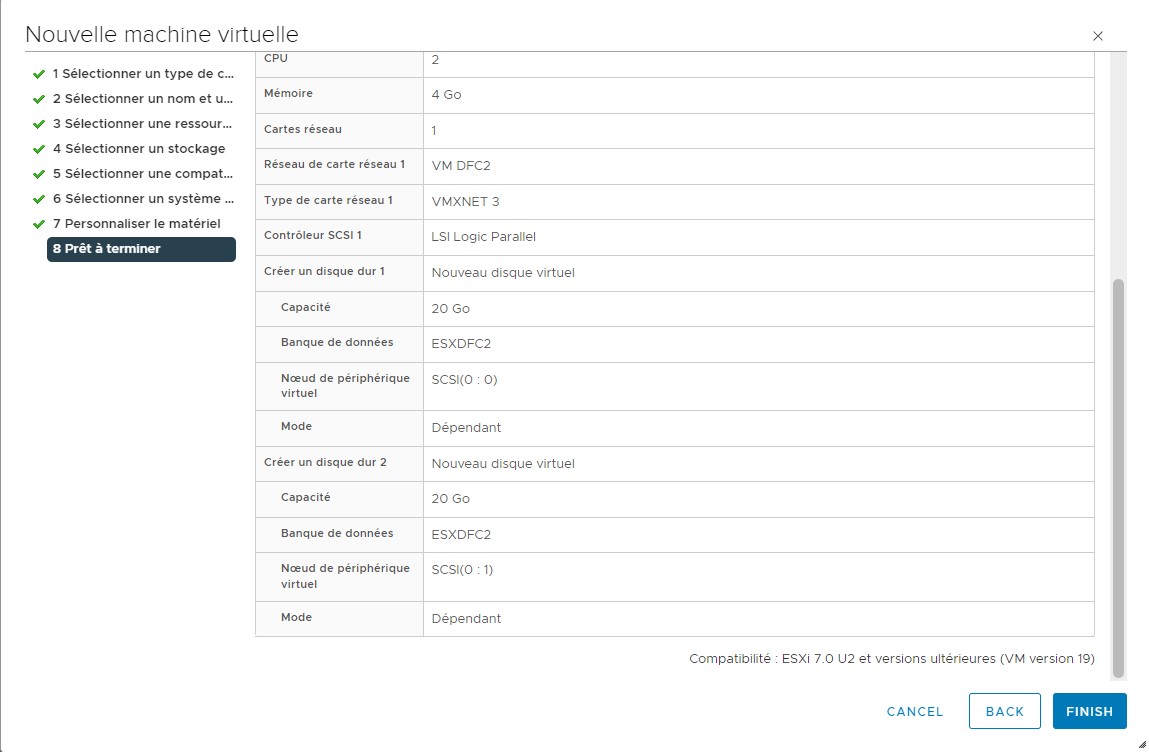 Nouvelle machine virtuelle
1 Sélectionner un type de c...
2 Sélectionner un nom et u...
3 Sélectionner une ressour...
4 Sélectionner un stockage
5 Sélectionner une compat...
6 Sélectionner un système ...
7 Personnaliser le matériel
8 Prêt à terminer
CPU 2
Mémoire 4 Go
Cartes réseau 1
Réseau de carte réseau 1 VM DFC2
Type de carte réseau 1 VMXNET 3
Contrôleur SCSI 1 LSI Logic Parallel
Créer un disque dur 1 Nouveau disque virtuel
Capacité 20 Go
Banque de données ESXDFC2
Nœud de périphérique SCSI(0 : 0)
virtuel
Mode Dépendant
Créer un disque dur 2 Nouveau disque virtuel
Capacité 20 Go
Banque de données ESXDFC2
Nœud de périphérique SCSI(0 : 1)
virtuel
Mode Dépendant
Compatibilité : ESXi 7.0 U2 et versions ultérieures (VM version 19)
CANCEL BACK FINISH